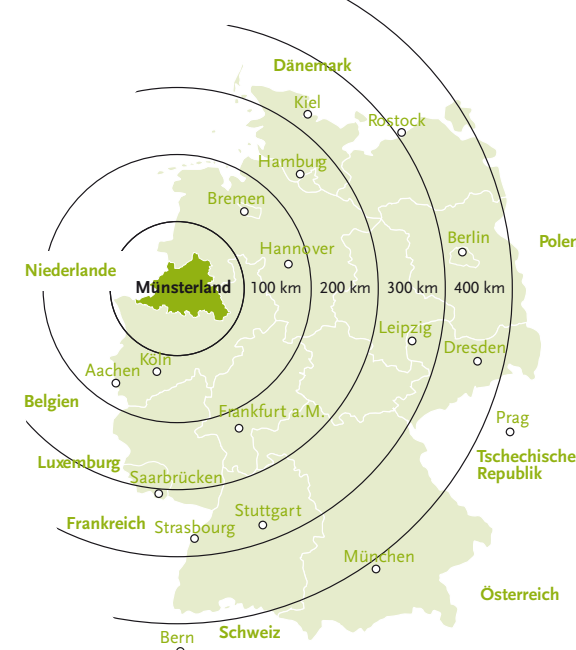 Dänemark
Kiel
Rostock
Hamburg
Bremen
Hannover
Berlin
Polen
Niederlande
Münsterland
100 km
200 km
300 km
400 km
Leipzig
Dresden
Köln
Aachen
Belgien
Frankfurt a.M.
Prag
Luxemburg
Tschechische
Republik
Saarbrücken
Frankreich
Strasbourg
Stuttgart
München
Österreich
Bern
Schweiz